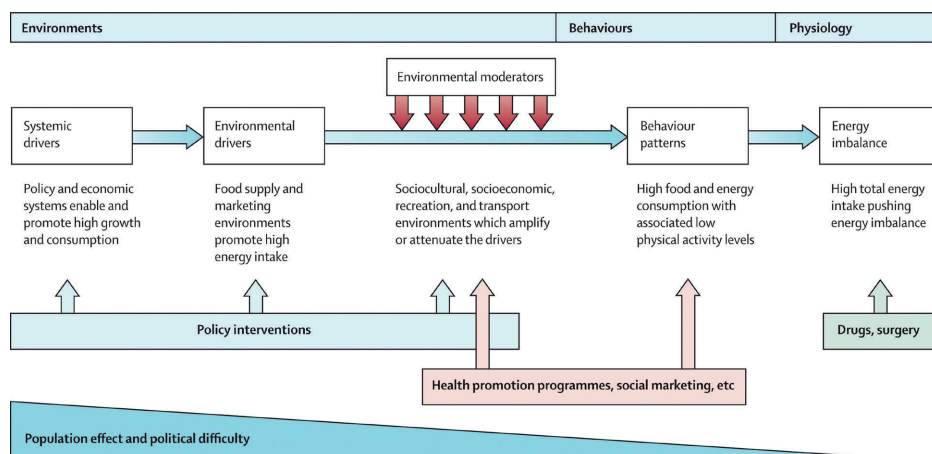 Environments
Behaviours
Physiology
Environmental moderators
Systemic
drivers
Environmental
drivers
Behaviour
patterns
Energy
imbalance
Policy and economic
systems enable and
promote high growth
and consumption
Food supply and
marketing
environments
promote high
energy intake
Sociocultural, socioeconomic,
recreation, and transport
environments which amplify
or attenuate the drivers
High food and energy
consumption with
associated low
physical activity levels
High total energy
intake pushing
energy imbalance
Policy interventions
Drugs, surgery
Health promotion programmes, social marketing, etc
Population effect and political difficulty